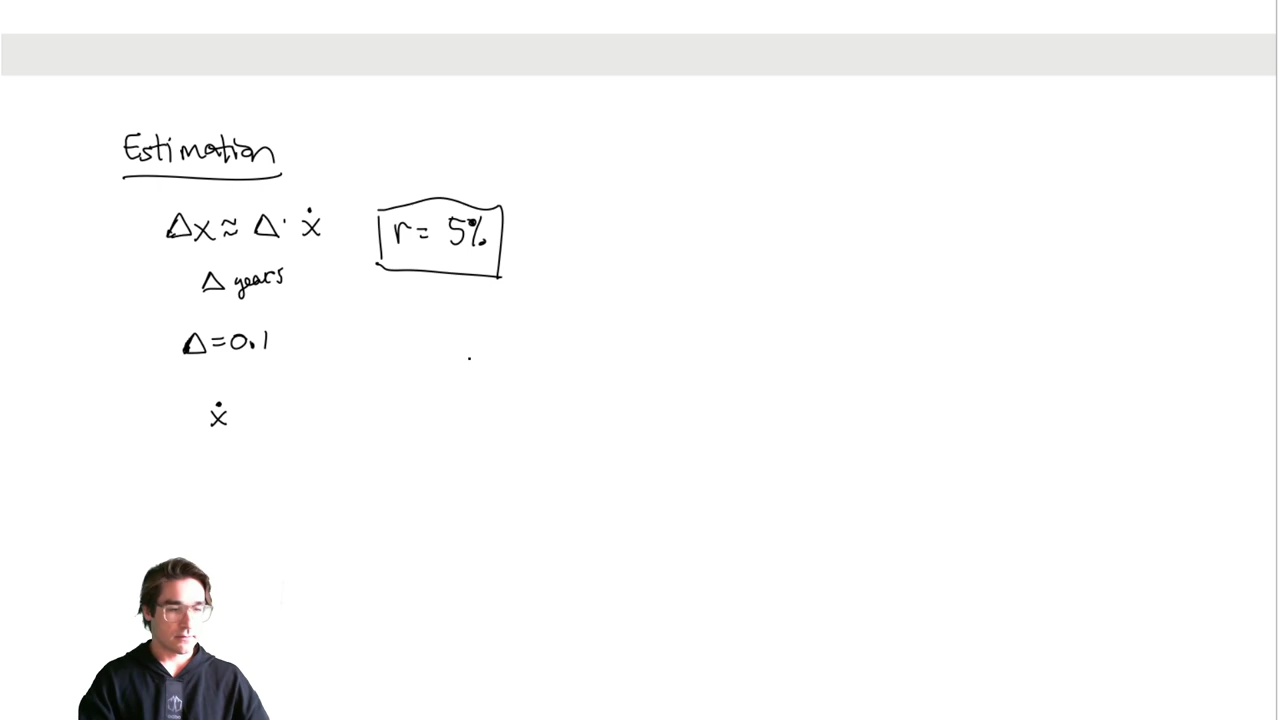 Estimation
Δx ≈ Δ· ẋ
r = 5%
Δ years
Δ = 0.1
ẋ